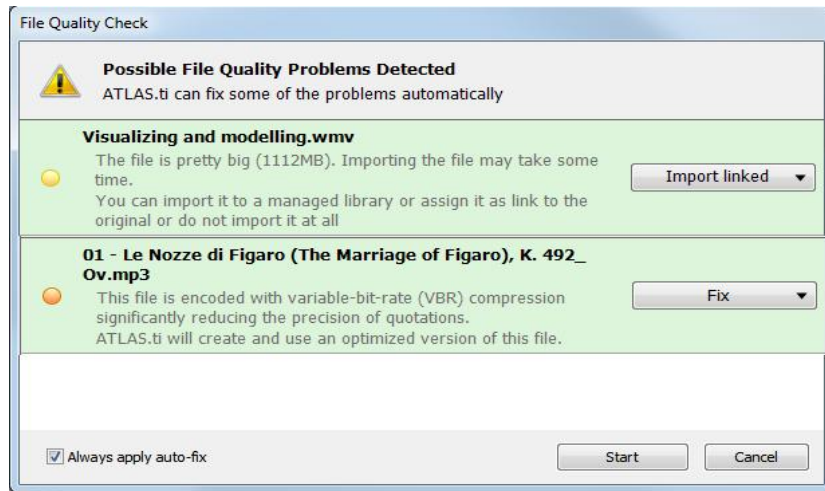 File Quality Check
Possible File Quality Problems Detected
ATLAS.ti can fix some of the problems automatically
Visualizing and modelling.wmv
The file is pretty big (1112MB). Importing the file may take some
time.
You can import it to a managed library or assign it as link to the
original or do not import it at all
Import linked
01 - Le Nozze di Figaro (The Marriage of Figaro), K. 492_
Ov.mp3
This file is encoded with variable-bit-rate (VBR) compression
significantly reducing the precision of quotations.
ATLAS.ti will create and use an optimized version of this file.
Fix
Always apply auto-fix
Start
Cancel